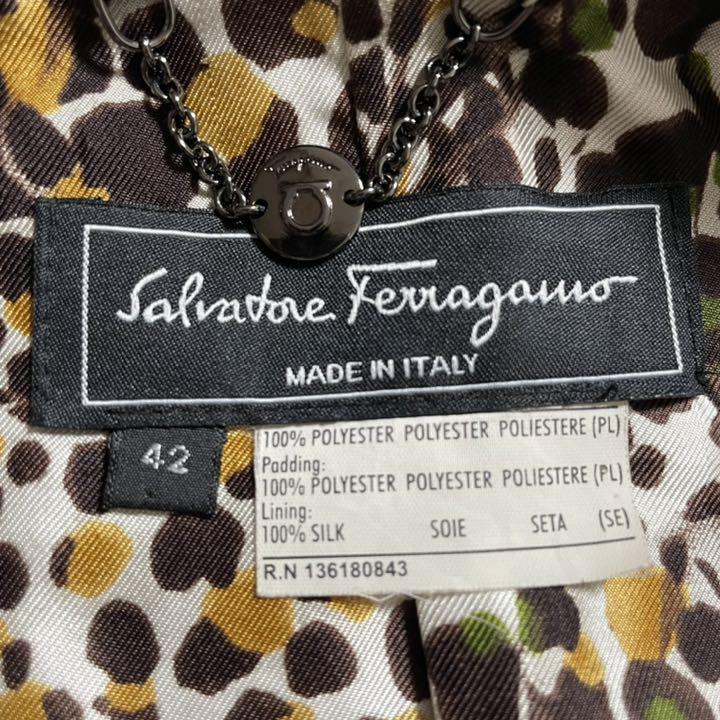 Ferragamo
Salvatore Ferragamo
MADE IN ITALY
42
100% POLYESTER POLYESTER POLIESTERE (PL)
Padding:
100% POLYESTER POLYESTER POLIESTERE (PL)
Lining:
100% SILK SOIE SETA (SE)
R.N 136180843